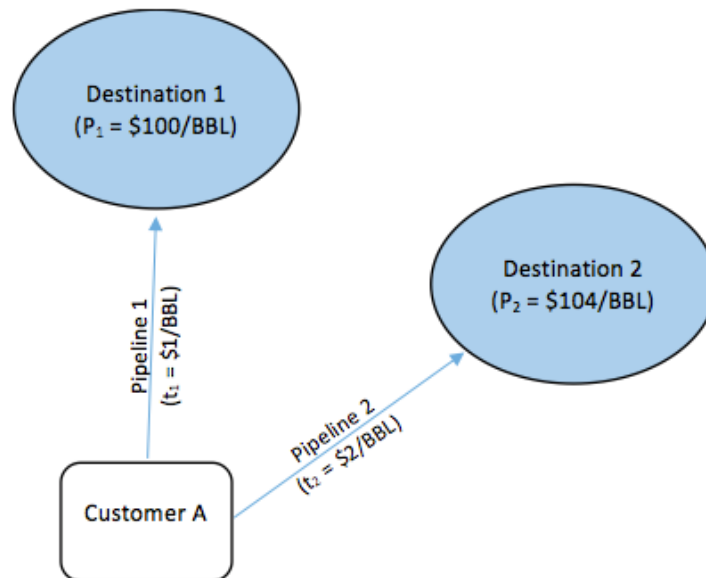 Destination 1
(P₁ = $100/BBL)
Destination 2
(P₂ = $104/BBL)
Pipeline 1
(t₁ = $1/BBL)
Pipeline 2
(t₂ = $2/BBL)
Customer A